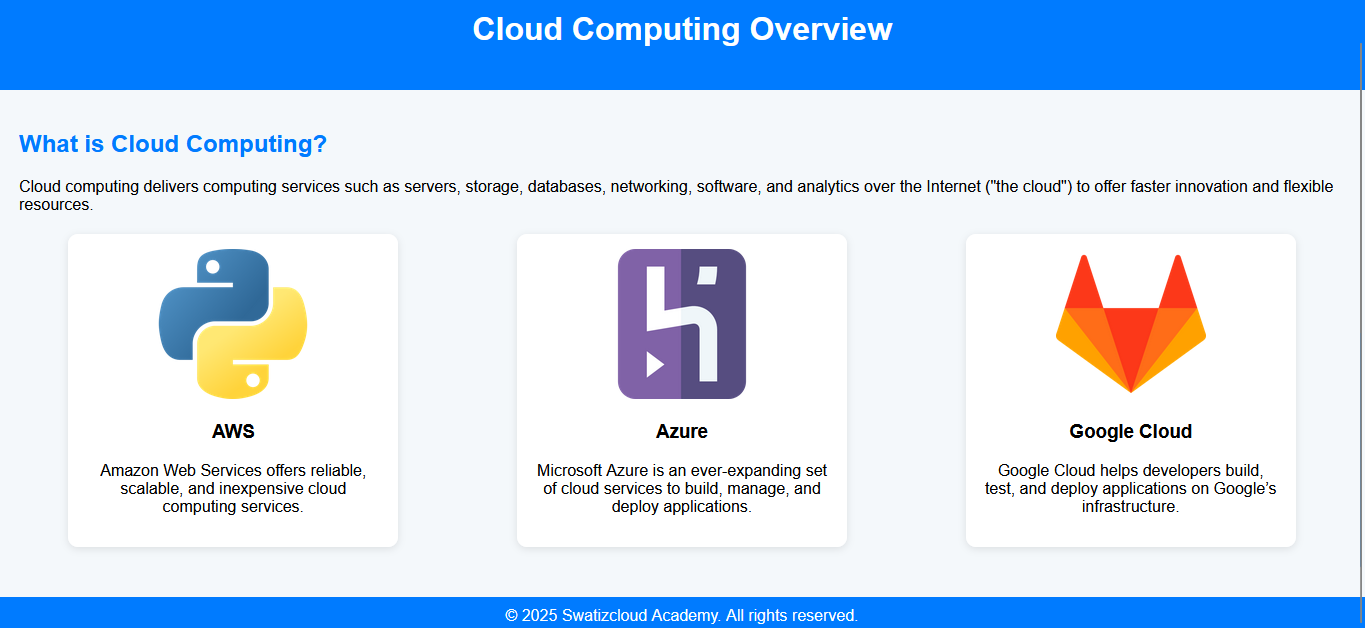 Cloud Computing Overview
What is Cloud Computing?
Cloud computing delivers computing services such as servers, storage, databases, networking, software, and analytics over the Internet ("the cloud") to offer faster innovation and flexible
resources.
AWS
Amazon Web Services offers reliable,
scalable, and inexpensive cloud
computing services.
Azure
Microsoft Azure is an ever-expanding set
of cloud services to build, manage, and
deploy applications.
Google Cloud
Google Cloud helps developers build,
test, and deploy applications on Google’s
infrastructure.
© 2025 Swatizcloud Academy. All rights reserved.